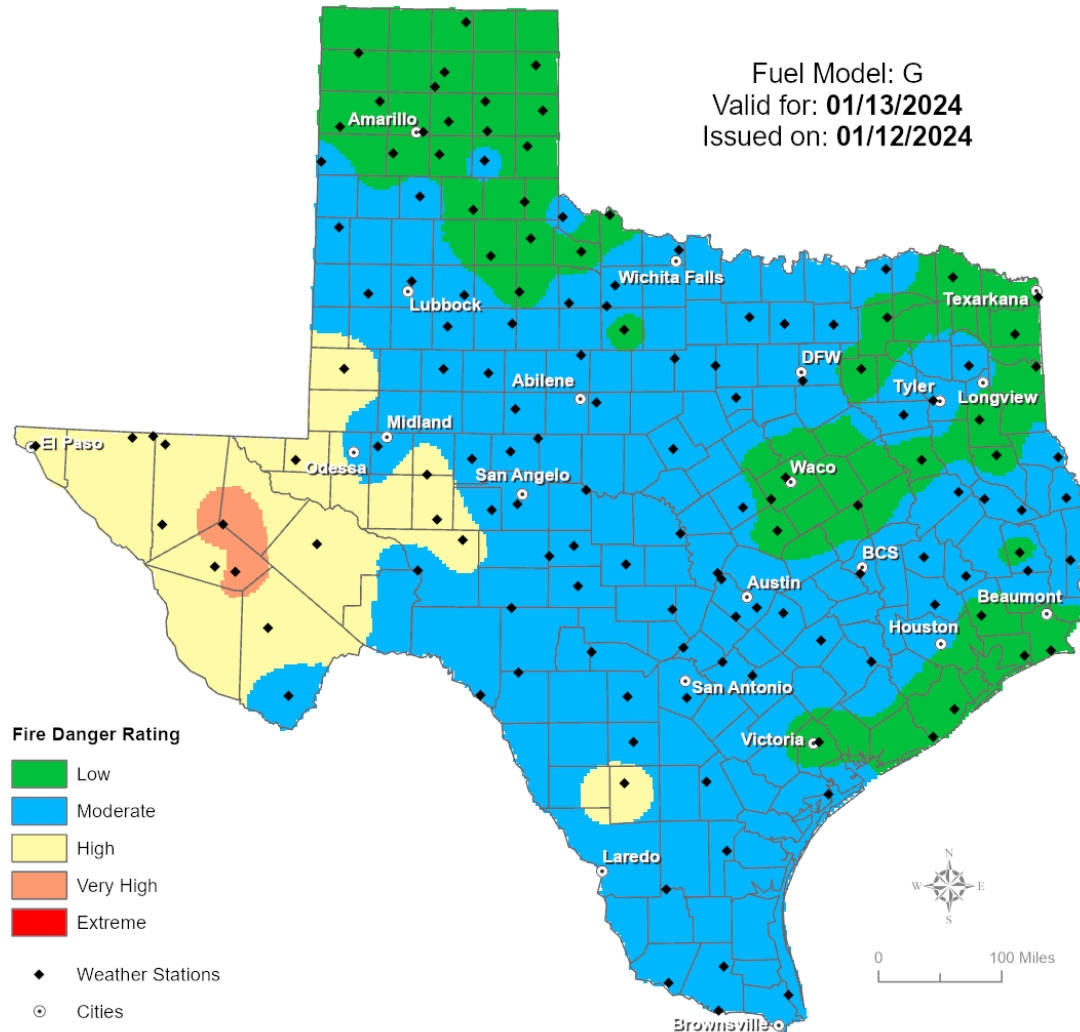 Fuel Model: G
Valid for: 01/13/2024
Issued on: 01/12/2024
Amarillo
Wichita Falls
Lubbock
Texarkana
DFW
Abilene
Tyler
Longview
Midland
El Paso
Odessa
San Angelo
Waco
BCS
Austin
Beaumont
Houston
San Antonio
Victoria
Laredo
Brownsville
Fire Danger Rating
Low
Moderate
High
Very High
Extreme
Weather Stations
Cities
N
W E
S
0 100 Miles